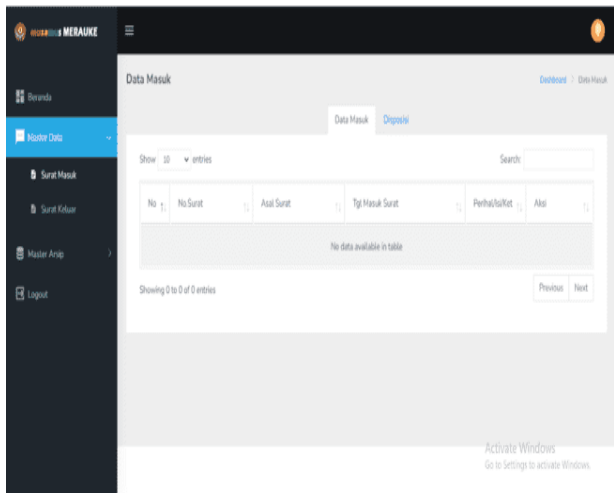 MERAUKE
Data Masuk
Dashboard / Data Masuk
Beranda
Master Data
Surat Masuk
Surat Keluar
Master Arsip
Logout
Data Masuk Disposisi
Show 10 entries
Search:
No No.Surat Asal Surat Tgl Masuk Surat Perihal/Isi/Ket Aksi
No data available in table
Showing 0 to 0 of 0 entries
Previous Next
Activate Windows
Go to Settings to activate Windows.